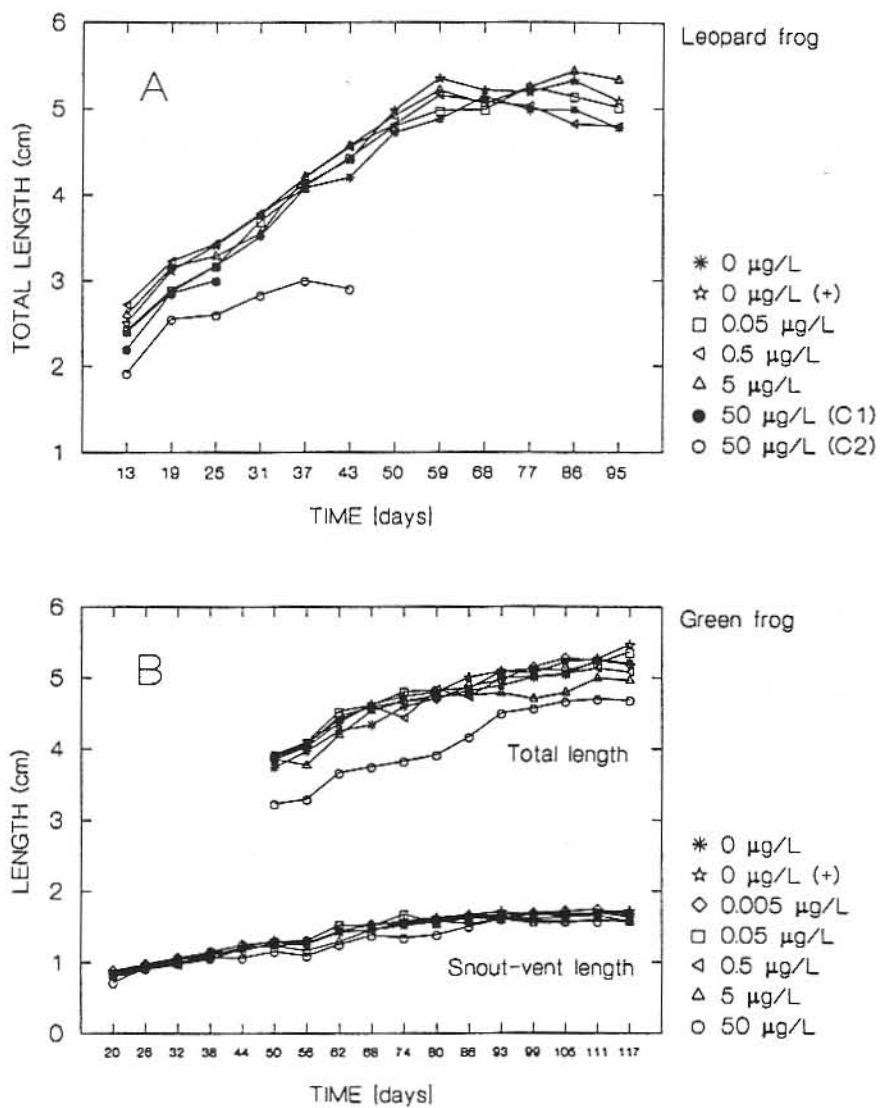 6
5
4
3
2
1
TOTAL LENGTH (cm)
A
13 19 25 31 37 43 50 59 68 77 86 95
TIME (days)
Leopard frog
0 μg/L
0 μg/L (+)
0.05 μg/L
0.5 μg/L
5 μg/L
50 μg/L (C1)
50 μg/L (C2)
6
5
4
3
2
1
0
LENGTH (cm)
B
Total length
Snout-vent length
20 26 32 38 44 50 56 62 68 74 80 86 93 99 105 111 117
TIME (days)
Green frog
0 μg/L
0 μg/L (+)
0.005 μg/L
0.05 μg/L
0.5 μg/L
5 μg/L
50 μg/L